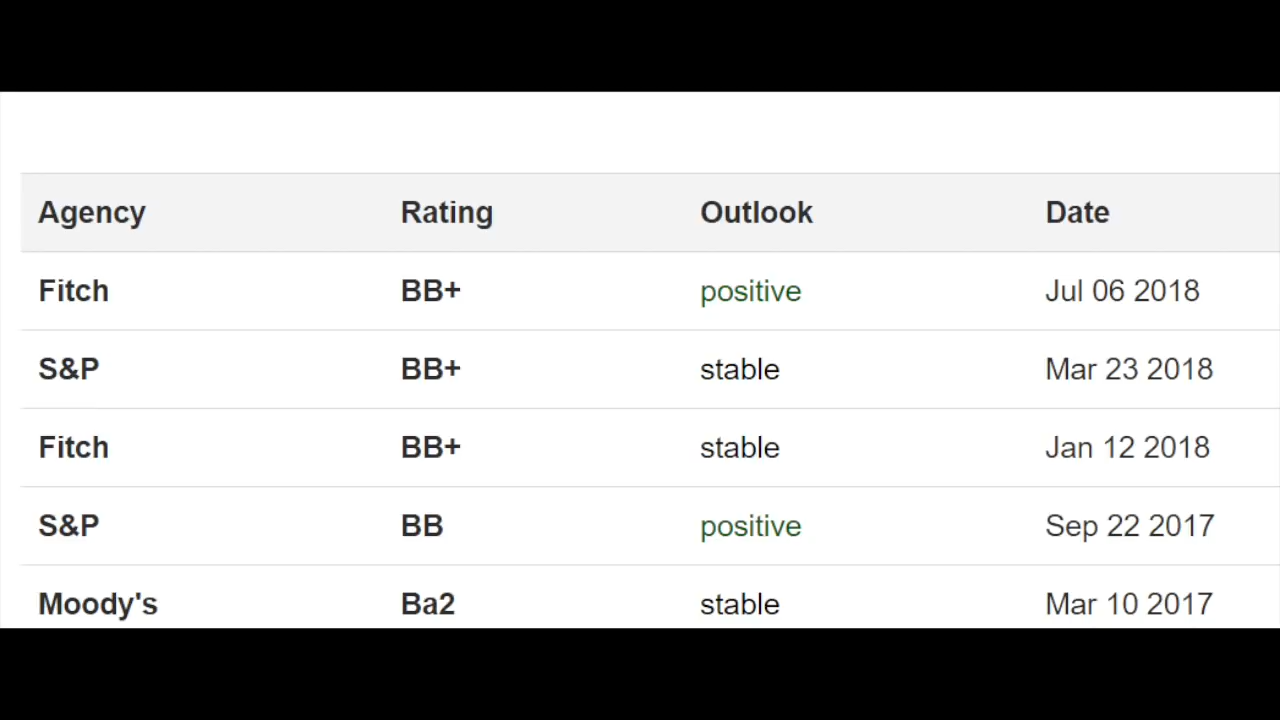 Agency Rating Outlook Date
Fitch BB+ positive Jul 06 2018
S&P BB+ stable Mar 23 2018
Fitch BB+ stable Jan 12 2018
S&P BB positive Sep 22 2017
Moody's Ba2 stable Mar 10 2017